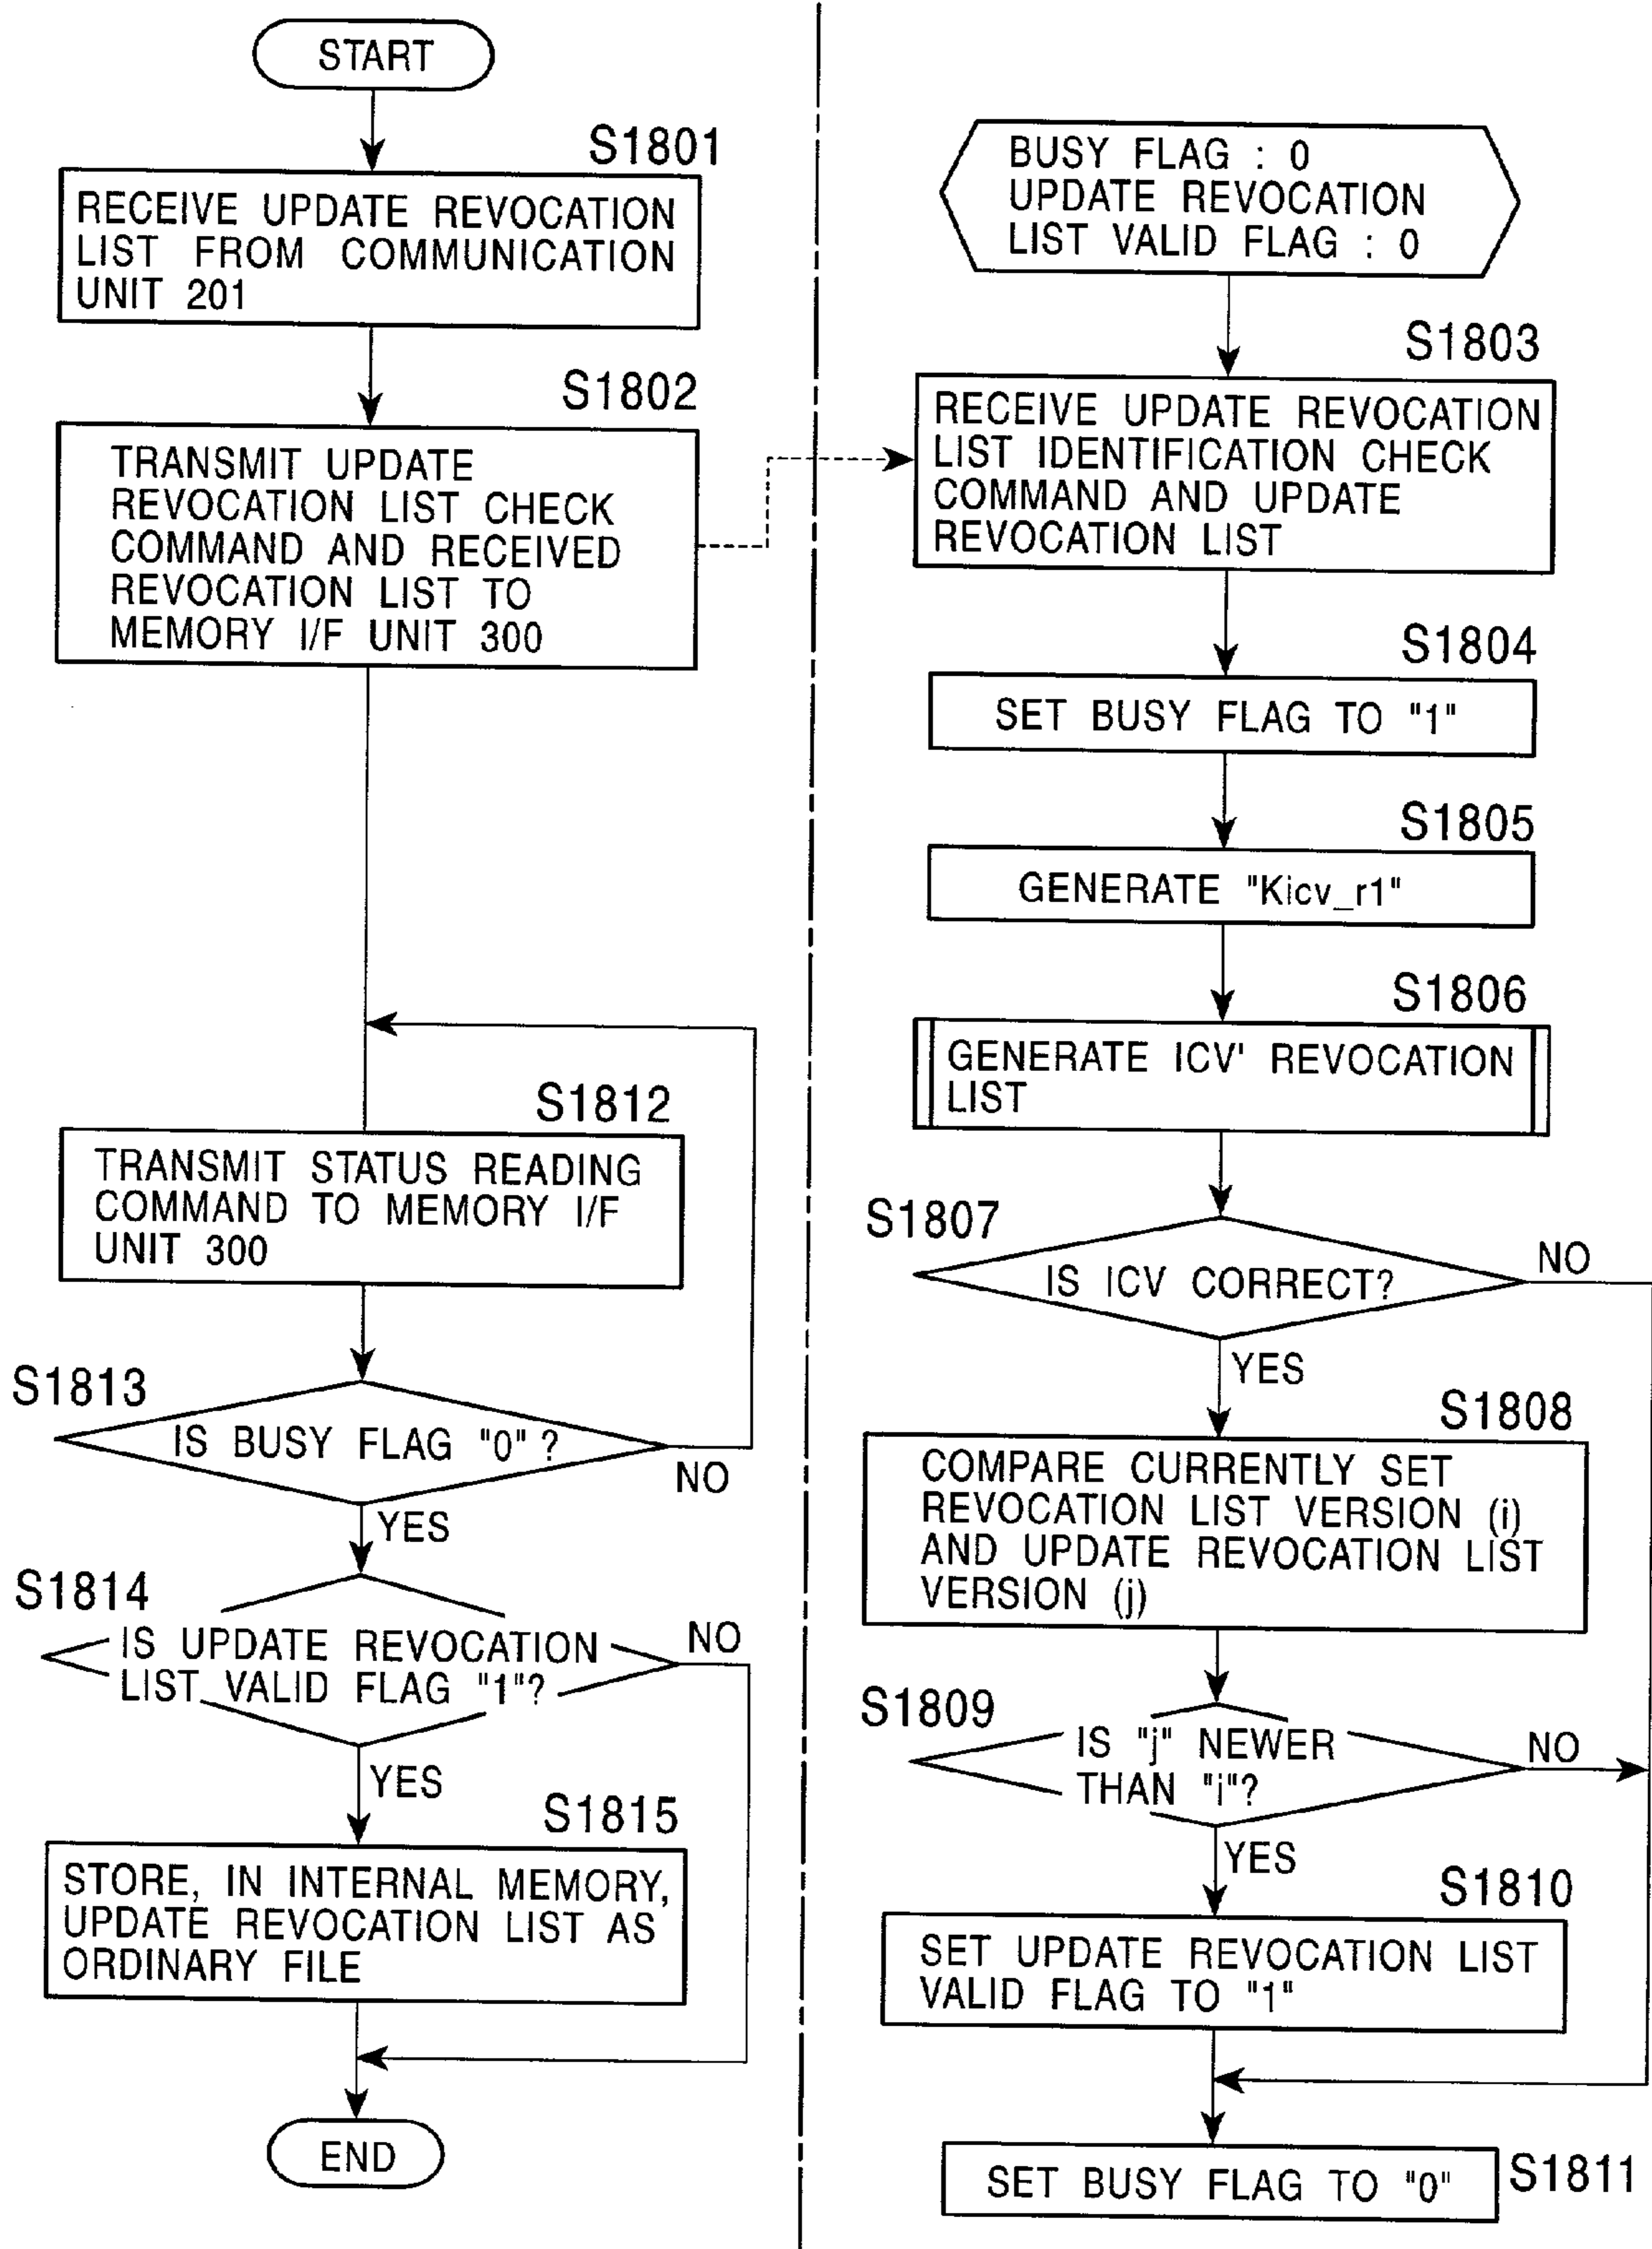 START
S1801
RECEIVE UPDATE REVOCATION
LIST FROM COMMUNICATION
UNIT 201
S1802
TRANSMIT UPDATE
REVOCATION LIST CHECK
COMMAND AND RECEIVED
REVOCATION LIST TO
MEMORY I/F UNIT 300
S1812
TRANSMIT STATUS READING
COMMAND TO MEMORY I/F
UNIT 300
S1813
IS BUSY FLAG "0" ?
NO
YES
S1814
IS UPDATE REVOCATION
LIST VALID FLAG "1"?
NO
YES
S1815
STORE, IN INTERNAL MEMORY,
UPDATE REVOCATION LIST AS
ORDINARY FILE
END
BUSY FLAG : 0
UPDATE REVOCATION
LIST VALID FLAG : 0
S1803
RECEIVE UPDATE REVOCATION
LIST IDENTIFICATION CHECK
COMMAND AND UPDATE
REVOCATION LIST
S1804
SET BUSY FLAG TO "1"
S1805
GENERATE "Kicv_r1"
S1806
GENERATE ICV' REVOCATION
LIST
S1807
IS ICV CORRECT?
NO
YES
S1808
COMPARE CURRENTLY SET
REVOCATION LIST VERSION (i)
AND UPDATE REVOCATION LIST
VERSION (j)
S1809
IS "j" NEWER
THAN "i"?
NO
YES
S1810
SET UPDATE REVOCATION LIST
VALID FLAG TO "1"
SET BUSY FLAG TO "0"
S1811